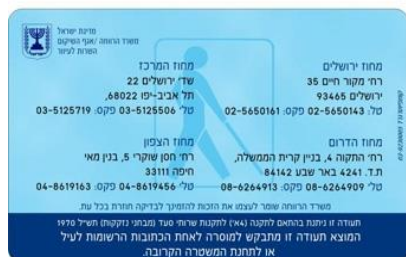 מדינת ישראל
משרד הרווחה /אגף השיקום
השרות לעיוור
מחוז ירושלים
רח' מקור חיים 35
ירושלים 93465
טל: 02-5650143 פקס: 02-5650161
מחוז המרכז
שד' ירושלים 22
תל אביב-יפו 68022,
טל' 03-5125506 פקס: 03-5125719
מחוז הדרום
רח' התקוה 4, בניין קרית הממשלה,
ת.ד. 4241 באר שבע 84142
טל' 08-6264909 פקס: 08-6264913
מחוז הצפון
רח' חסן שוקרי 5, בנין מאי
חיפה 33111
טל' 04-8619456 פקס: 04-8619163
משרד הרווחה שומר לעצמו את הזכות להזמינך לבדיקה חוזרת בכל עת.
תעודה זו ניתנת בהתאם לתקנה (4א') לתקנות שרותי סעד (מבחני נזקקות) תש"ל 1970
המוצא תעודה זו מתבקש למוסרה לאחת הכתובות הרשומות לעיל
או לתחנת המשטרה הקרובה.